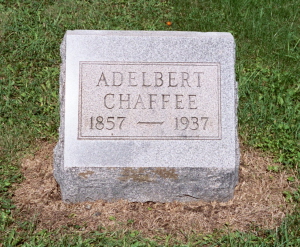 ADELBERT
CHAFFEE
1857 — 1937